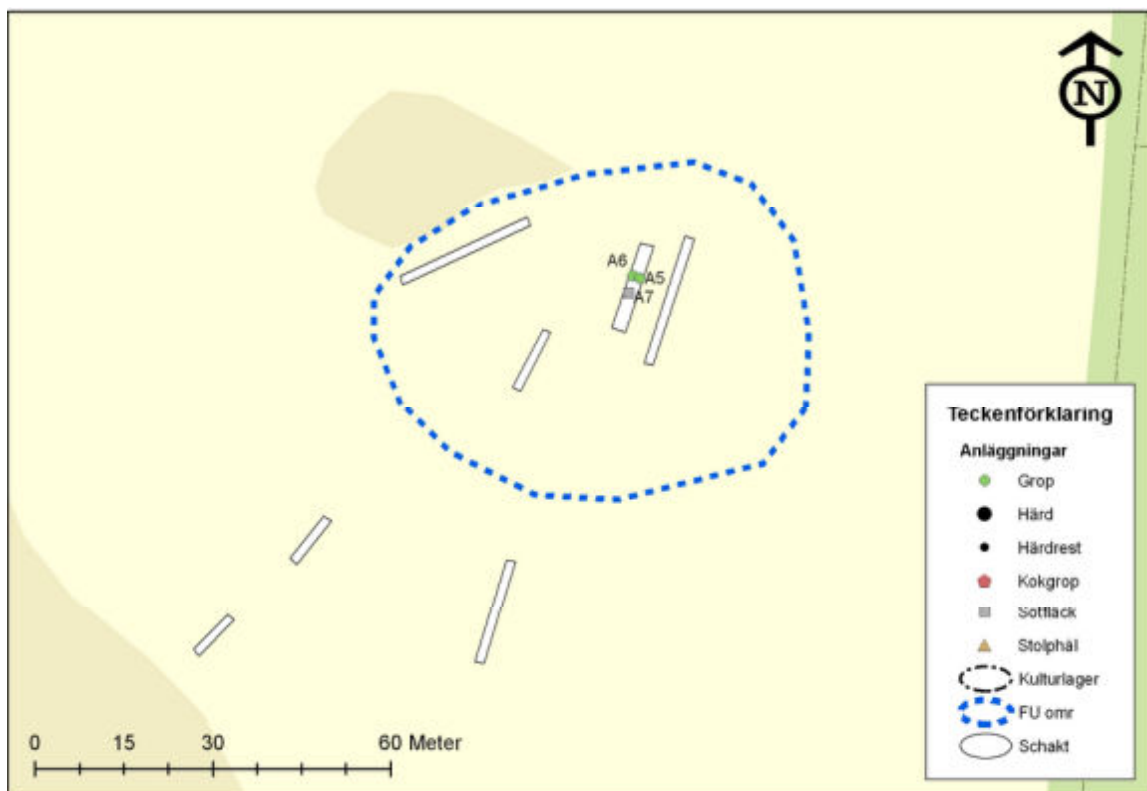 N
A6
A5
A7
Teckenförklaring
Anläggningar
Grop
Härd
Härdrest
Kokgrop
Sotfläck
Stolphål
Kulturlager
FU omr
Schakt
0 15 30 60 Meter